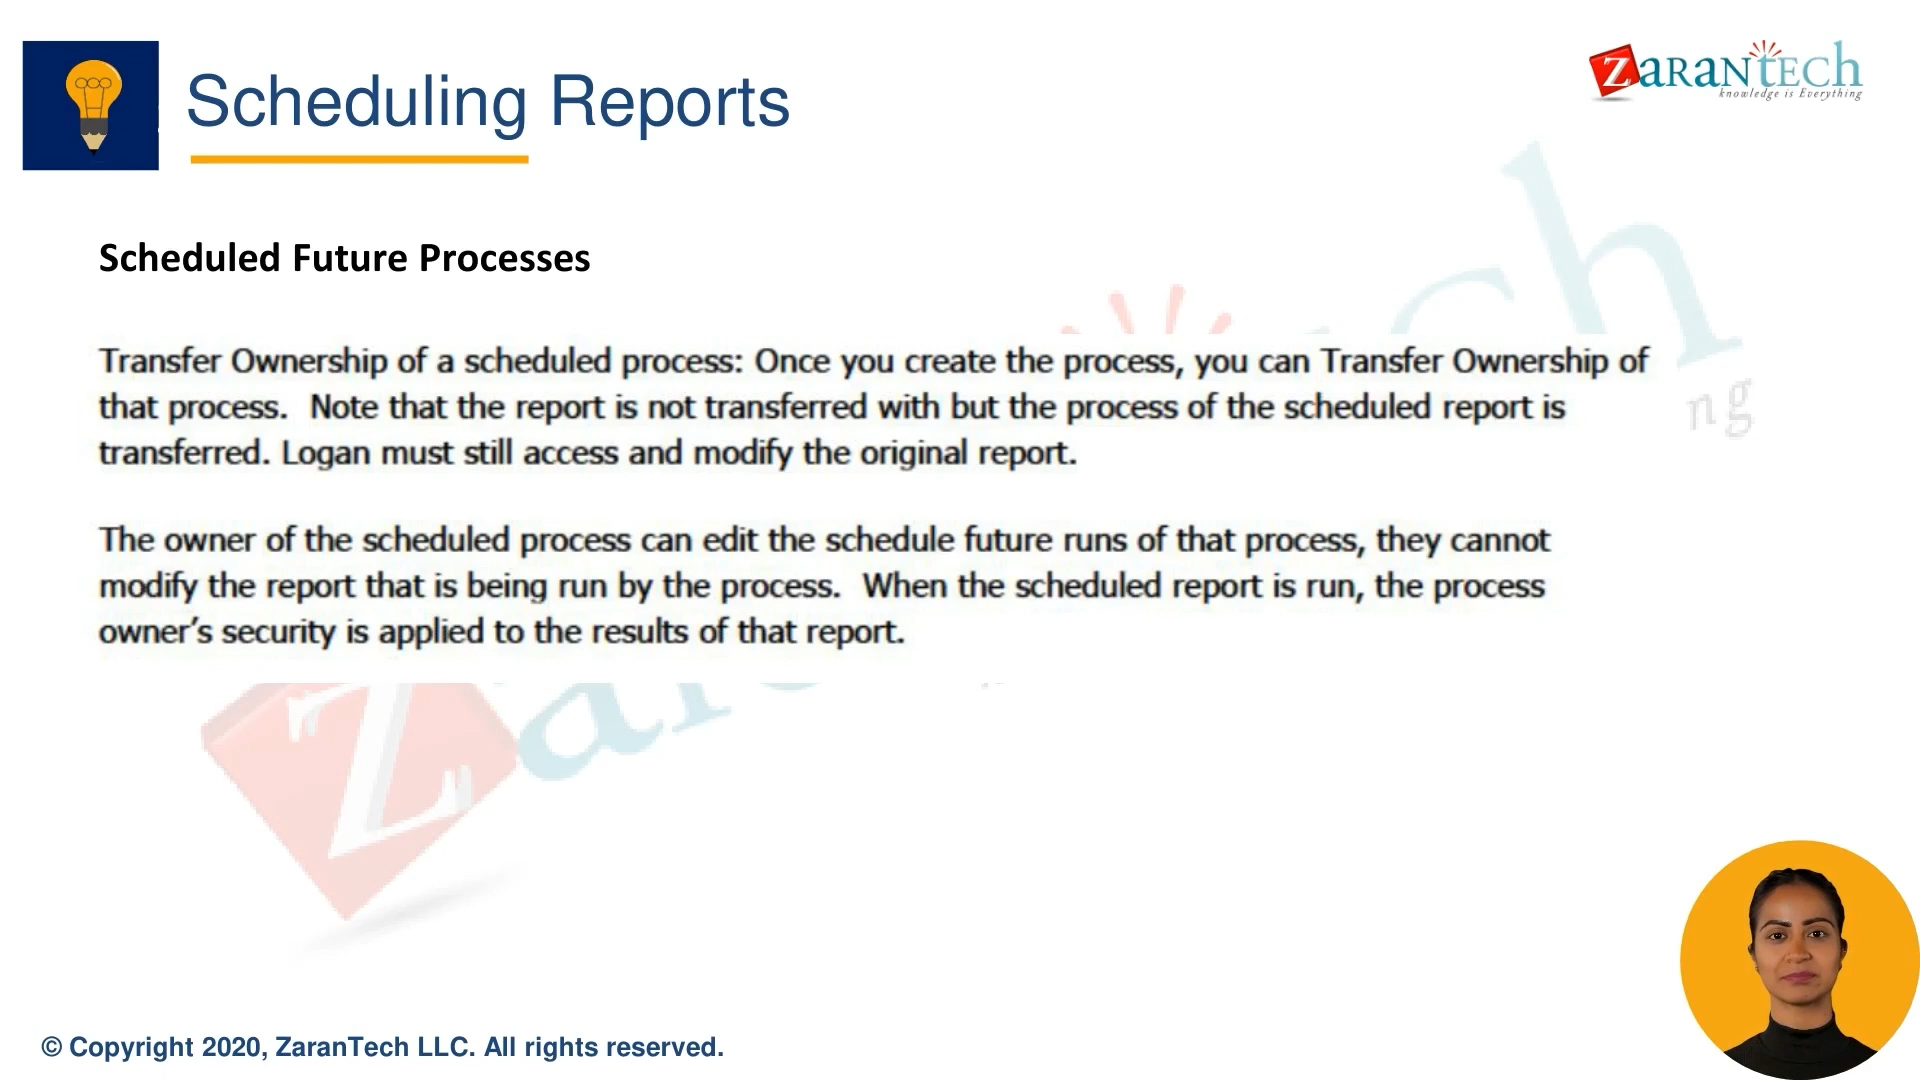 Scheduling Reports
ZaranTech
knowledge is Everything
Scheduled Future Processes
Transfer Ownership of a scheduled process: Once you create the process, you can Transfer Ownership of
that process.  Note that the report is not transferred with but the process of the scheduled report is
transferred. Logan must still access and modify the original report.
ng
The owner of the scheduled process can edit the schedule future runs of that process, they cannot
modify the report that is being run by the process.  When the scheduled report is run, the process
owner's security is applied to the results of that report.
© Copyright 2020, ZaranTech LLC. All rights reserved.